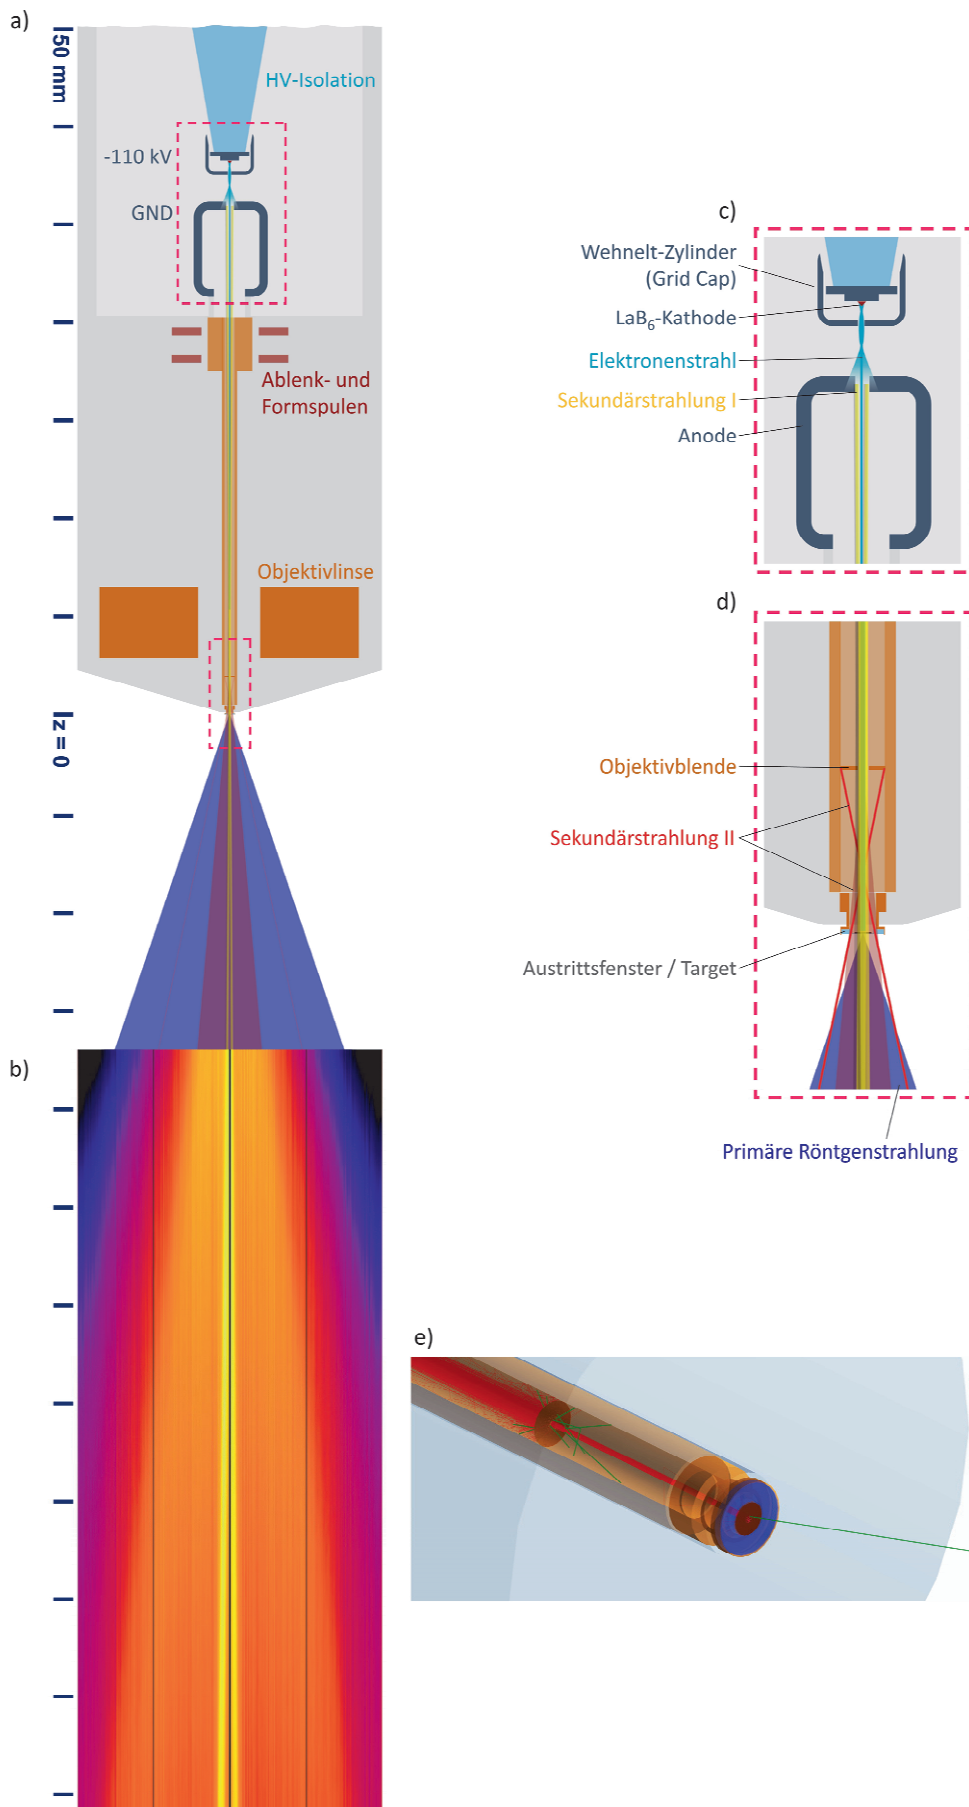 a)
50 mm
HV-Isolation
-110 kV
GND
Ablenk- und
Formspulen
Objektivlinse
z = 0
b)
c)
Wehnelt-Zylinder
(Grid Cap)
LaB₆-Kathode
Elektronenstrahl
Sekundärstrahlung I
Anode
d)
Objektivblende
Sekundärstrahlung II
Austrittsfenster / Target
Primäre Röntgenstrahlung
e)